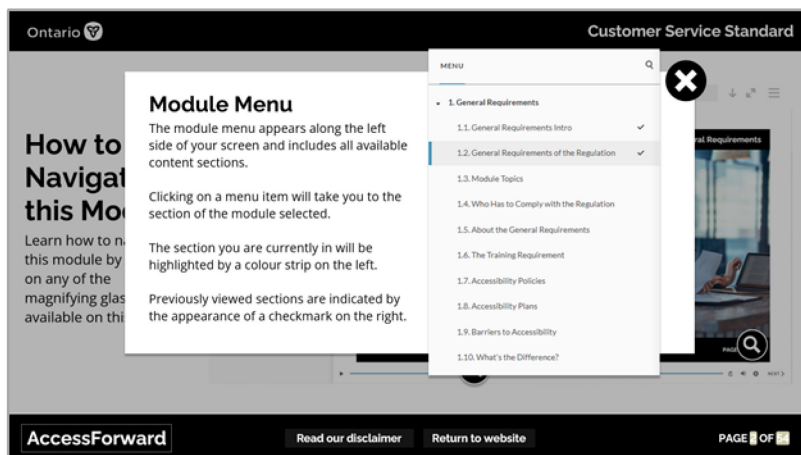 Ontario
Customer Service Standard
How to
Navigat
this Mo
Learn how to n
this module by
on any of the
magnifying glas
available on thi
Module Menu
The module menu appears along the left
side of your screen and includes all available
content sections.
Clicking on a menu item will take you to the
section of the module selected.
The section you are currently in will be
highlighted by a colour strip on the left.
Previously viewed sections are indicated by
the appearance of a checkmark on the right.
MENU
1. General Requirements
1.1. General Requirements Intro
1.2. General Requirements of the Regulation
1.3. Module Topics
1.4. Who Has to Comply with the Regulation
1.5. About the General Requirements
1.6. The Training Requirement
1.7. Accessibility Policies
1.8. Accessibility Plans
1.9. Barriers to Accessibility
1.10. What's the Difference?
ral Requirements
PAGE
NEXT
AccessForward
Read our disclaimer
Return to website
PAGE 2 OF 54